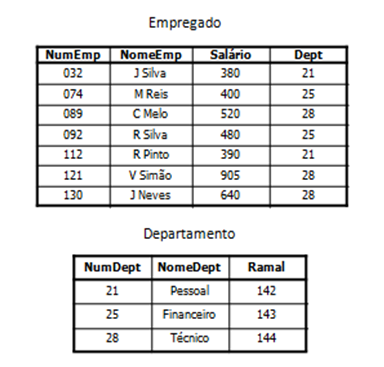 Empregado
NumEmp NomeEmp Salário Dept
032 J Silva 380 21
074 M Reis 400 25
089 C Melo 520 28
092 R Silva 480 25
112 R Pinto 390 21
121 V Simão 905 28
130 J Neves 640 28
Departamento
NumDept NomeDept Ramal
21 Pessoal 142
25 Financeiro 143
28 Técnico 144